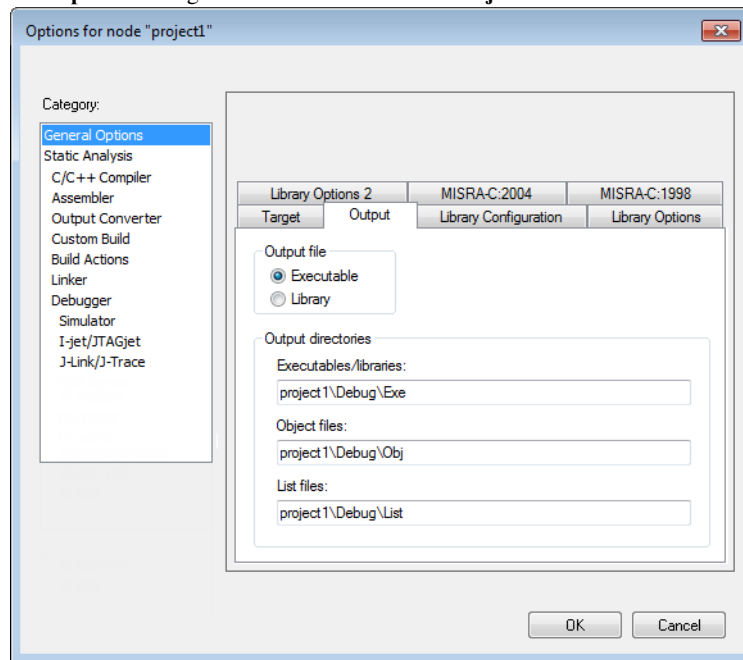 Options for node "project1"
Category:
General Options
Static Analysis
C/C++ Compiler
Assembler
Output Converter
Custom Build
Build Actions
Linker
Debugger
Simulator
I-jet/JTAGjet
J-Link/J-Trace
Library Options 2 MISRA-C:2004 MISRA-C:1998
Target Output Library Configuration Library Options
Output file
Executable
Library
Output directories
Executables/libraries:
project1\Debug\Exe
Object files:
project1\Debug\Obj
List files:
project1\Debug\List
OK Cancel